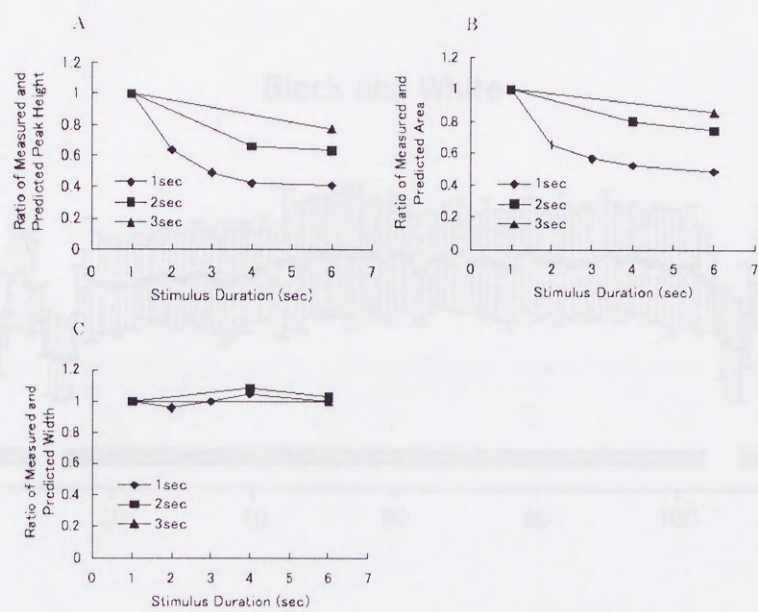 A
Ratio of Measured and
Predicted Peak Height
1.2
1
0.8
0.6
0.4
0.2
0
1sec
2sec
3sec
0 1 2 3 4 5 6 7
Stimulus Duration (sec)
B
Ratio of Measured and
Predicted Area
1.2
1
0.8
0.6
0.4
0.2
0
1sec
2sec
3sec
0 1 2 3 4 5 6 7
Stimulus Duration (sec)
C
Ratio of Measured and
Predicted Width
1.2
1
0.8
0.6
0.4
0.2
0
1sec
2sec
3sec
0 1 2 3 4 5 6 7
Stimulus Duration (sec)
Black and White
100